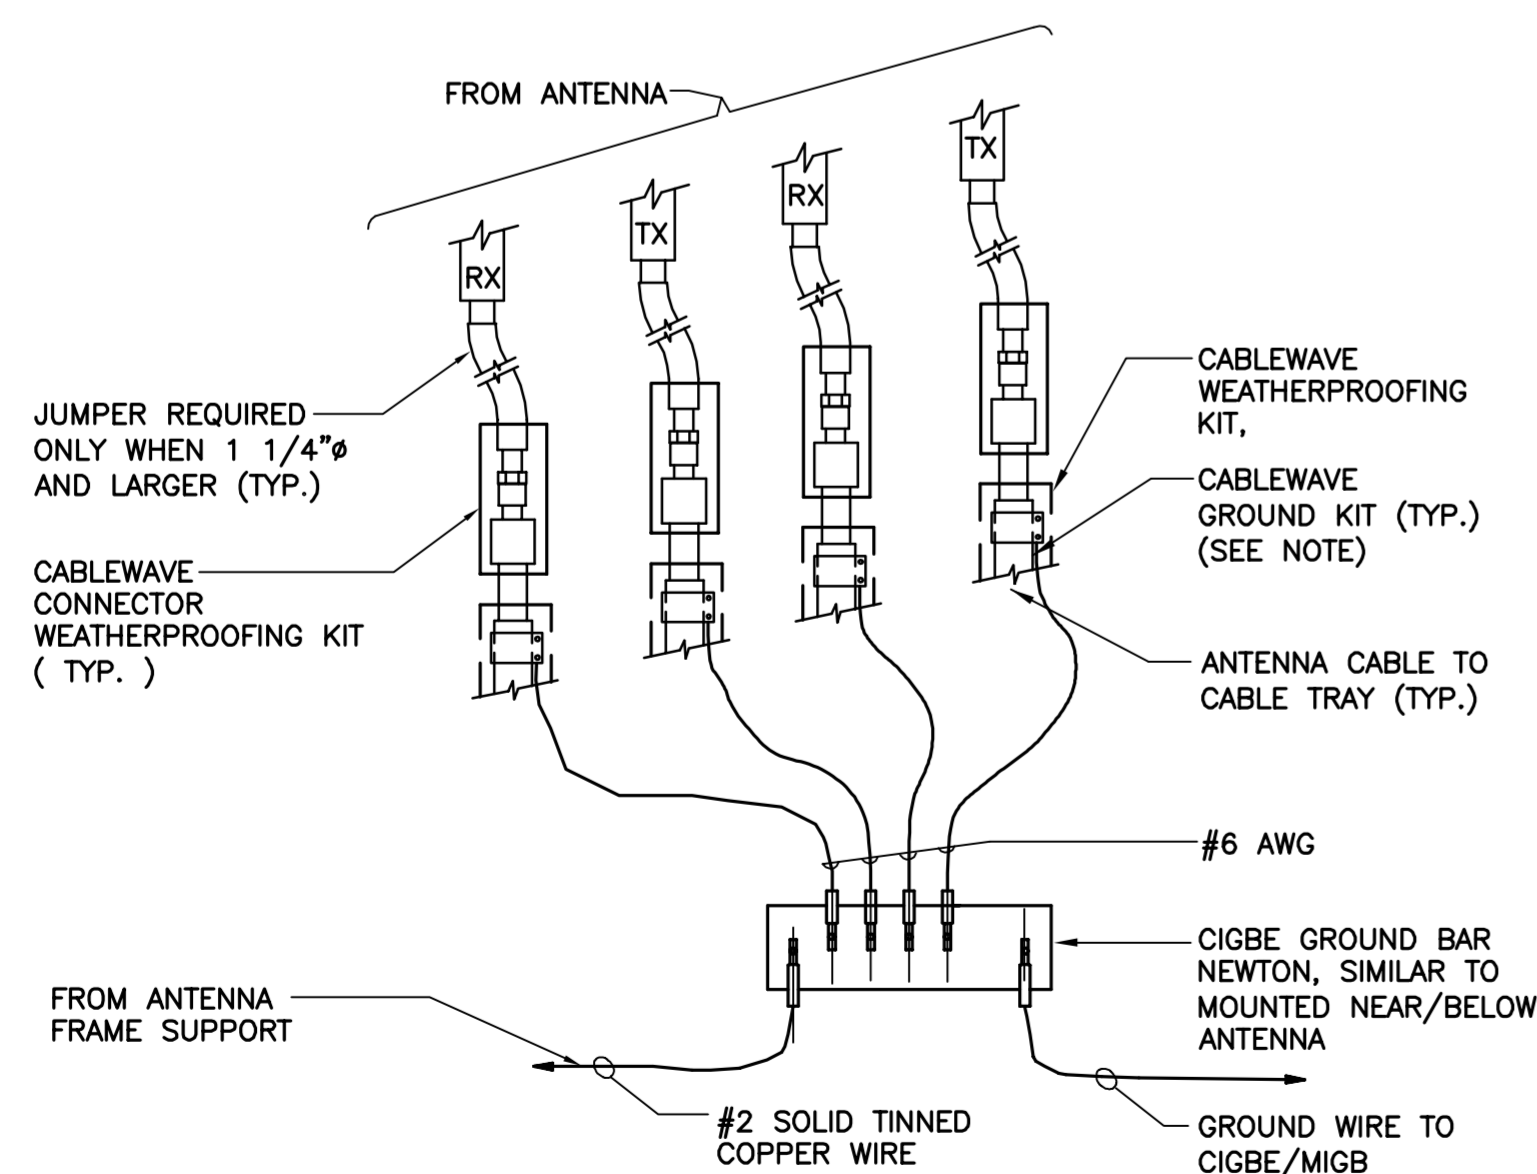 FROM ANTENNA
TX
RX
TX
RX
JUMPER REQUIRED
ONLY WHEN 1 1/4"ø
AND LARGER (TYP.)
CABLEWAVE
CONNECTOR
WEATHERPROOFING KIT
( TYP. )
CABLEWAVE
WEATHERPROOFING
KIT,
CABLEWAVE
GROUND KIT (TYP.)
(SEE NOTE)
ANTENNA CABLE TO
CABLE TRAY (TYP.)
#6 AWG
CIGBE GROUND BAR
NEWTON, SIMILAR TO
MOUNTED NEAR/BELOW
ANTENNA
FROM ANTENNA
FRAME SUPPORT
#2 SOLID TINNED
COPPER WIRE
GROUND WIRE TO
CIGBE/MIGB